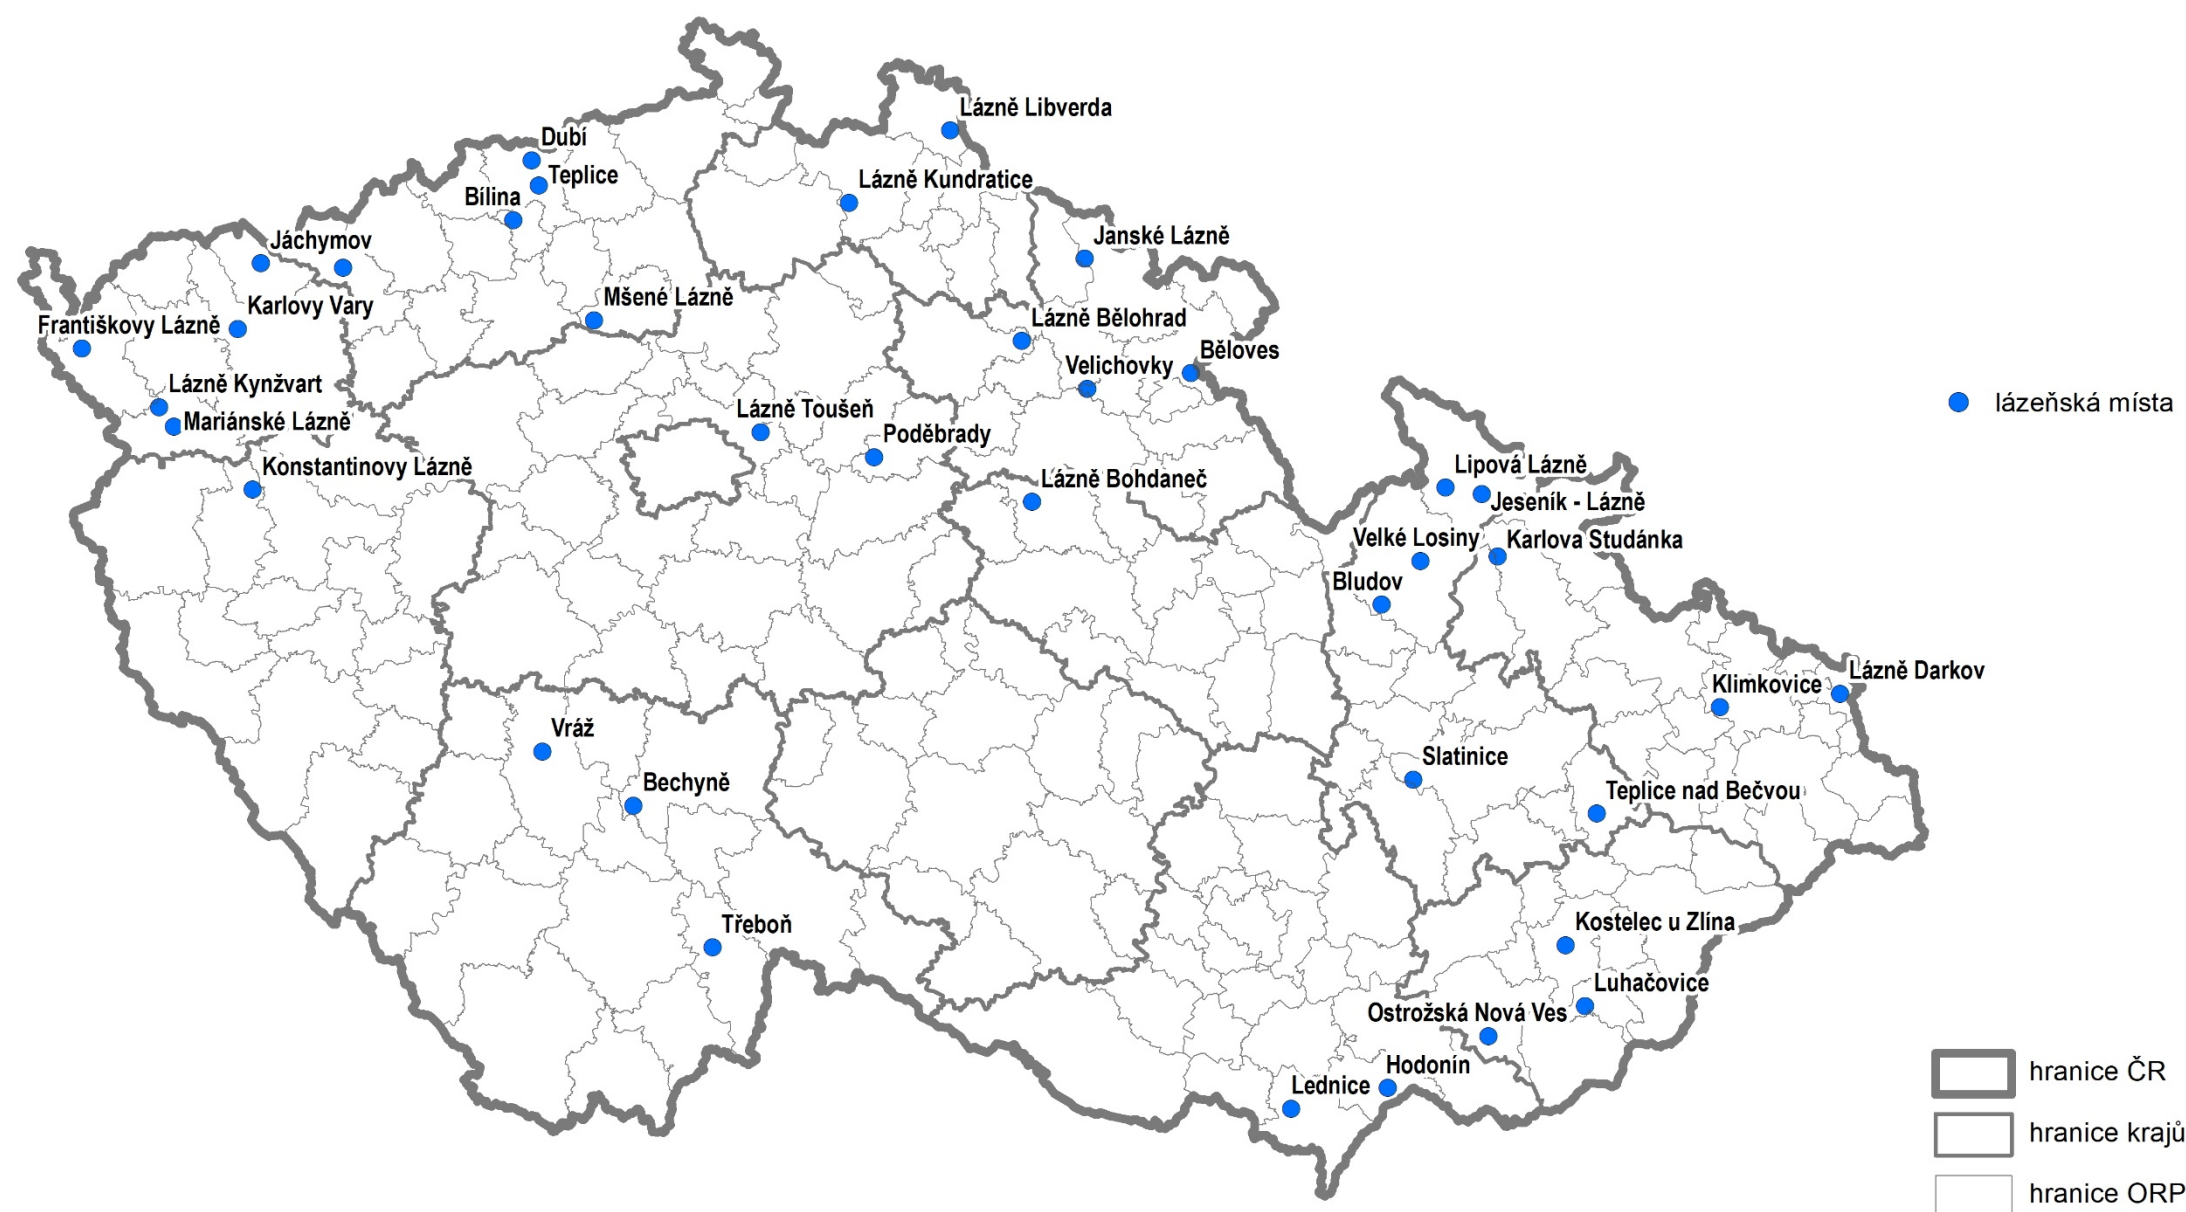 Lázně Libverda
Dubí
Teplice
Lázně Kundratice
Bílina
Jáchymov
Janské Lázně
Mšené Lázně
Karlovy Vary
Františkovy Lázně
Lázně Bělohrad
Běloves
Velichovky
Lázně Kynžvart
Mariánské Lázně
lázeňská místa
Lázně Toušeň
Poděbrady
Konstantinovy Lázně
Lipová Lázně
Lázně Bohdaneč
Jeseník - Lázně
Velké Losiny
Karlova Studánka
Bludov
Lázně Darkov
Klimkovice
Vráž
Slatinice
Bechyně
Teplice nad Bečvou
Třeboň
Kostelec u Zlína
Luhačovice
Ostrožská Nová Ves
Hodonín
Lednice
hranice ČR
hranice krajů
hranice ORP